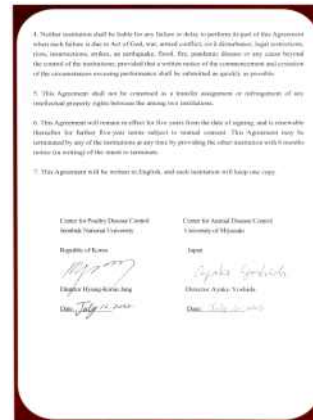 4. Neither institution shall be liable for any failure or delay to perform its part of this Agreement
when such failure is due to Act of God, war, armed conflict, civil disturbance, legal restrictions,
riots, insurrections, strikes, an earthquake, flood, fire, pandemic disease or any cause beyond
the control of the institutions; provided that a written notice of the commencement and cessation
of the circumstances excusing performance shall be submitted as quickly as possible.
5. This Agreement shall not be construed as a transfer assignment or infringement of any
intellectual property rights between the among two institutions.
6. This Agreement will remain in effect for five years from the date of signing, and is renewable
thereafter for further five-year terms subject to mutual consent. This Agreement may be
terminated by any of the institutions at any time by providing the other institution with 6 months
notice (in writing) of the intent to terminate.
7. This Agreement will be written in English, and each institution will keep one copy.
Center for Poultry Disease Control
Jeonbuk National University
Republic of Korea
Director Hyung-Kwan Jang
Date: July
Center for Animal Disease Control
University of Miyazaki
Japan
Ayako Yoshida
Director Ayako Yoshida
Date: July